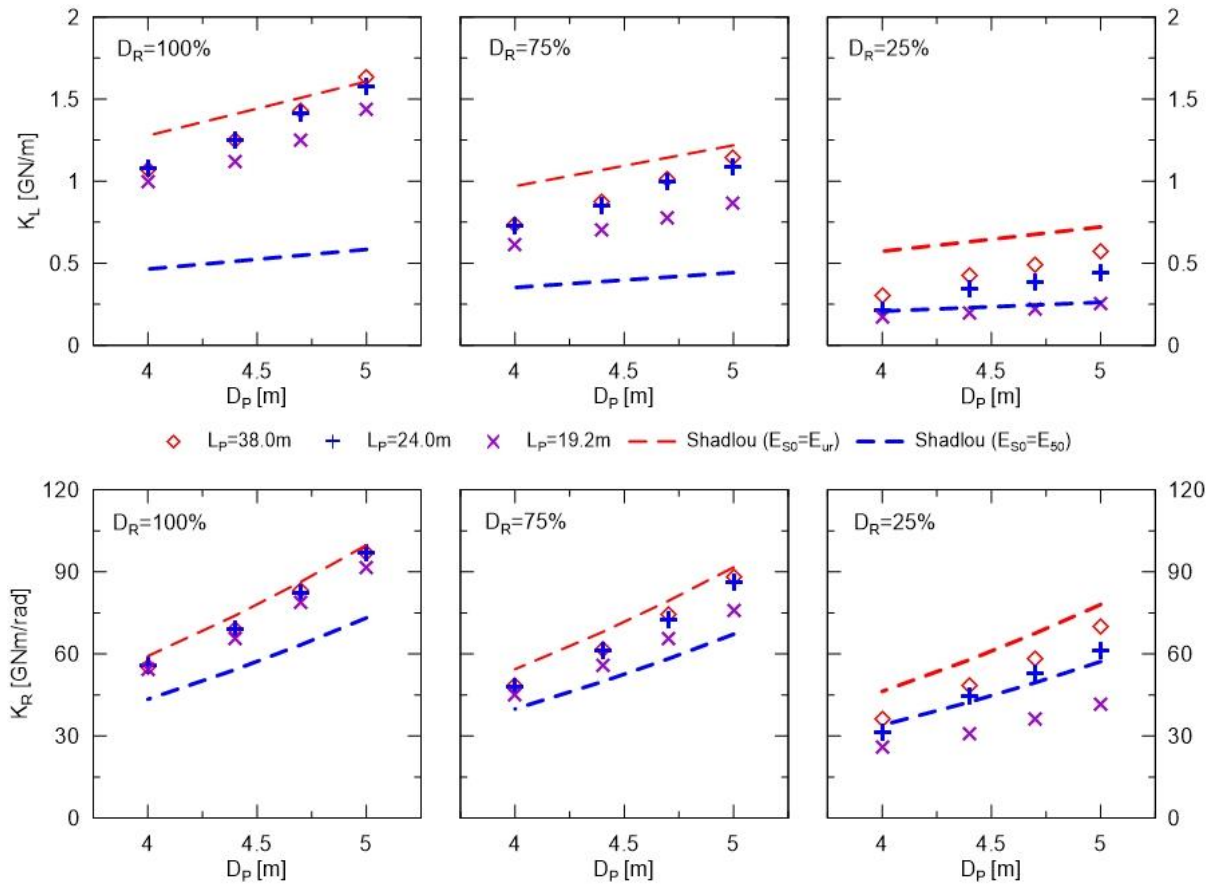 D_R=100%
D_R=75%
D_R=25%
2
1.5
1
0.5
0
K_L [GN/m]
2
1.5
1
0.5
0
4 4.5 5
4 4.5 5
4 4.5 5
D_P [m]
D_P [m]
D_P [m]
L_P=38.0m L_P=24.0m L_P=19.2m Shadlou (E_S0=E_ur) Shadlou (E_S0=E_50)
D_R=100%
D_R=75%
D_R=25%
120
90
60
30
0
K_R [GNm/rad]
120
90
60
30
0
4 4.5 5
4 4.5 5
4 4.5 5
D_P [m]
D_P [m]
D_P [m]